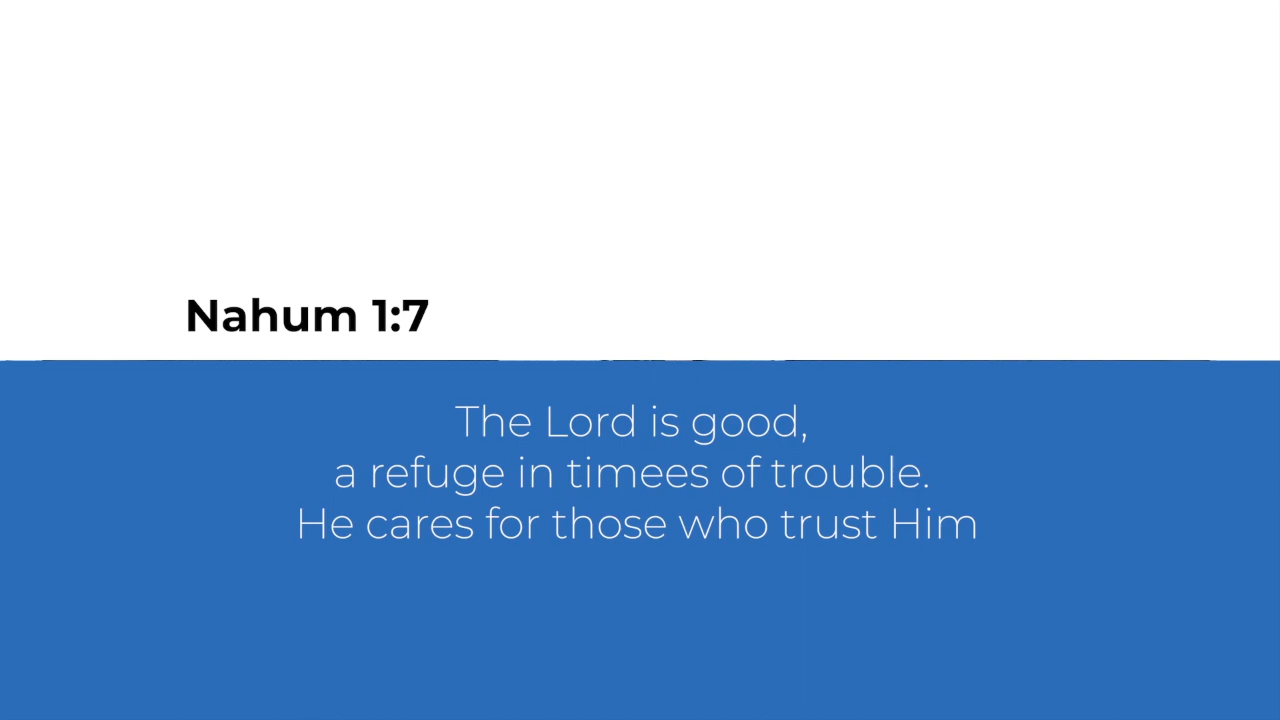 Nahum 1:7
The Lord is good,
a refuge in timees of trouble.
He cares for those who trust Him